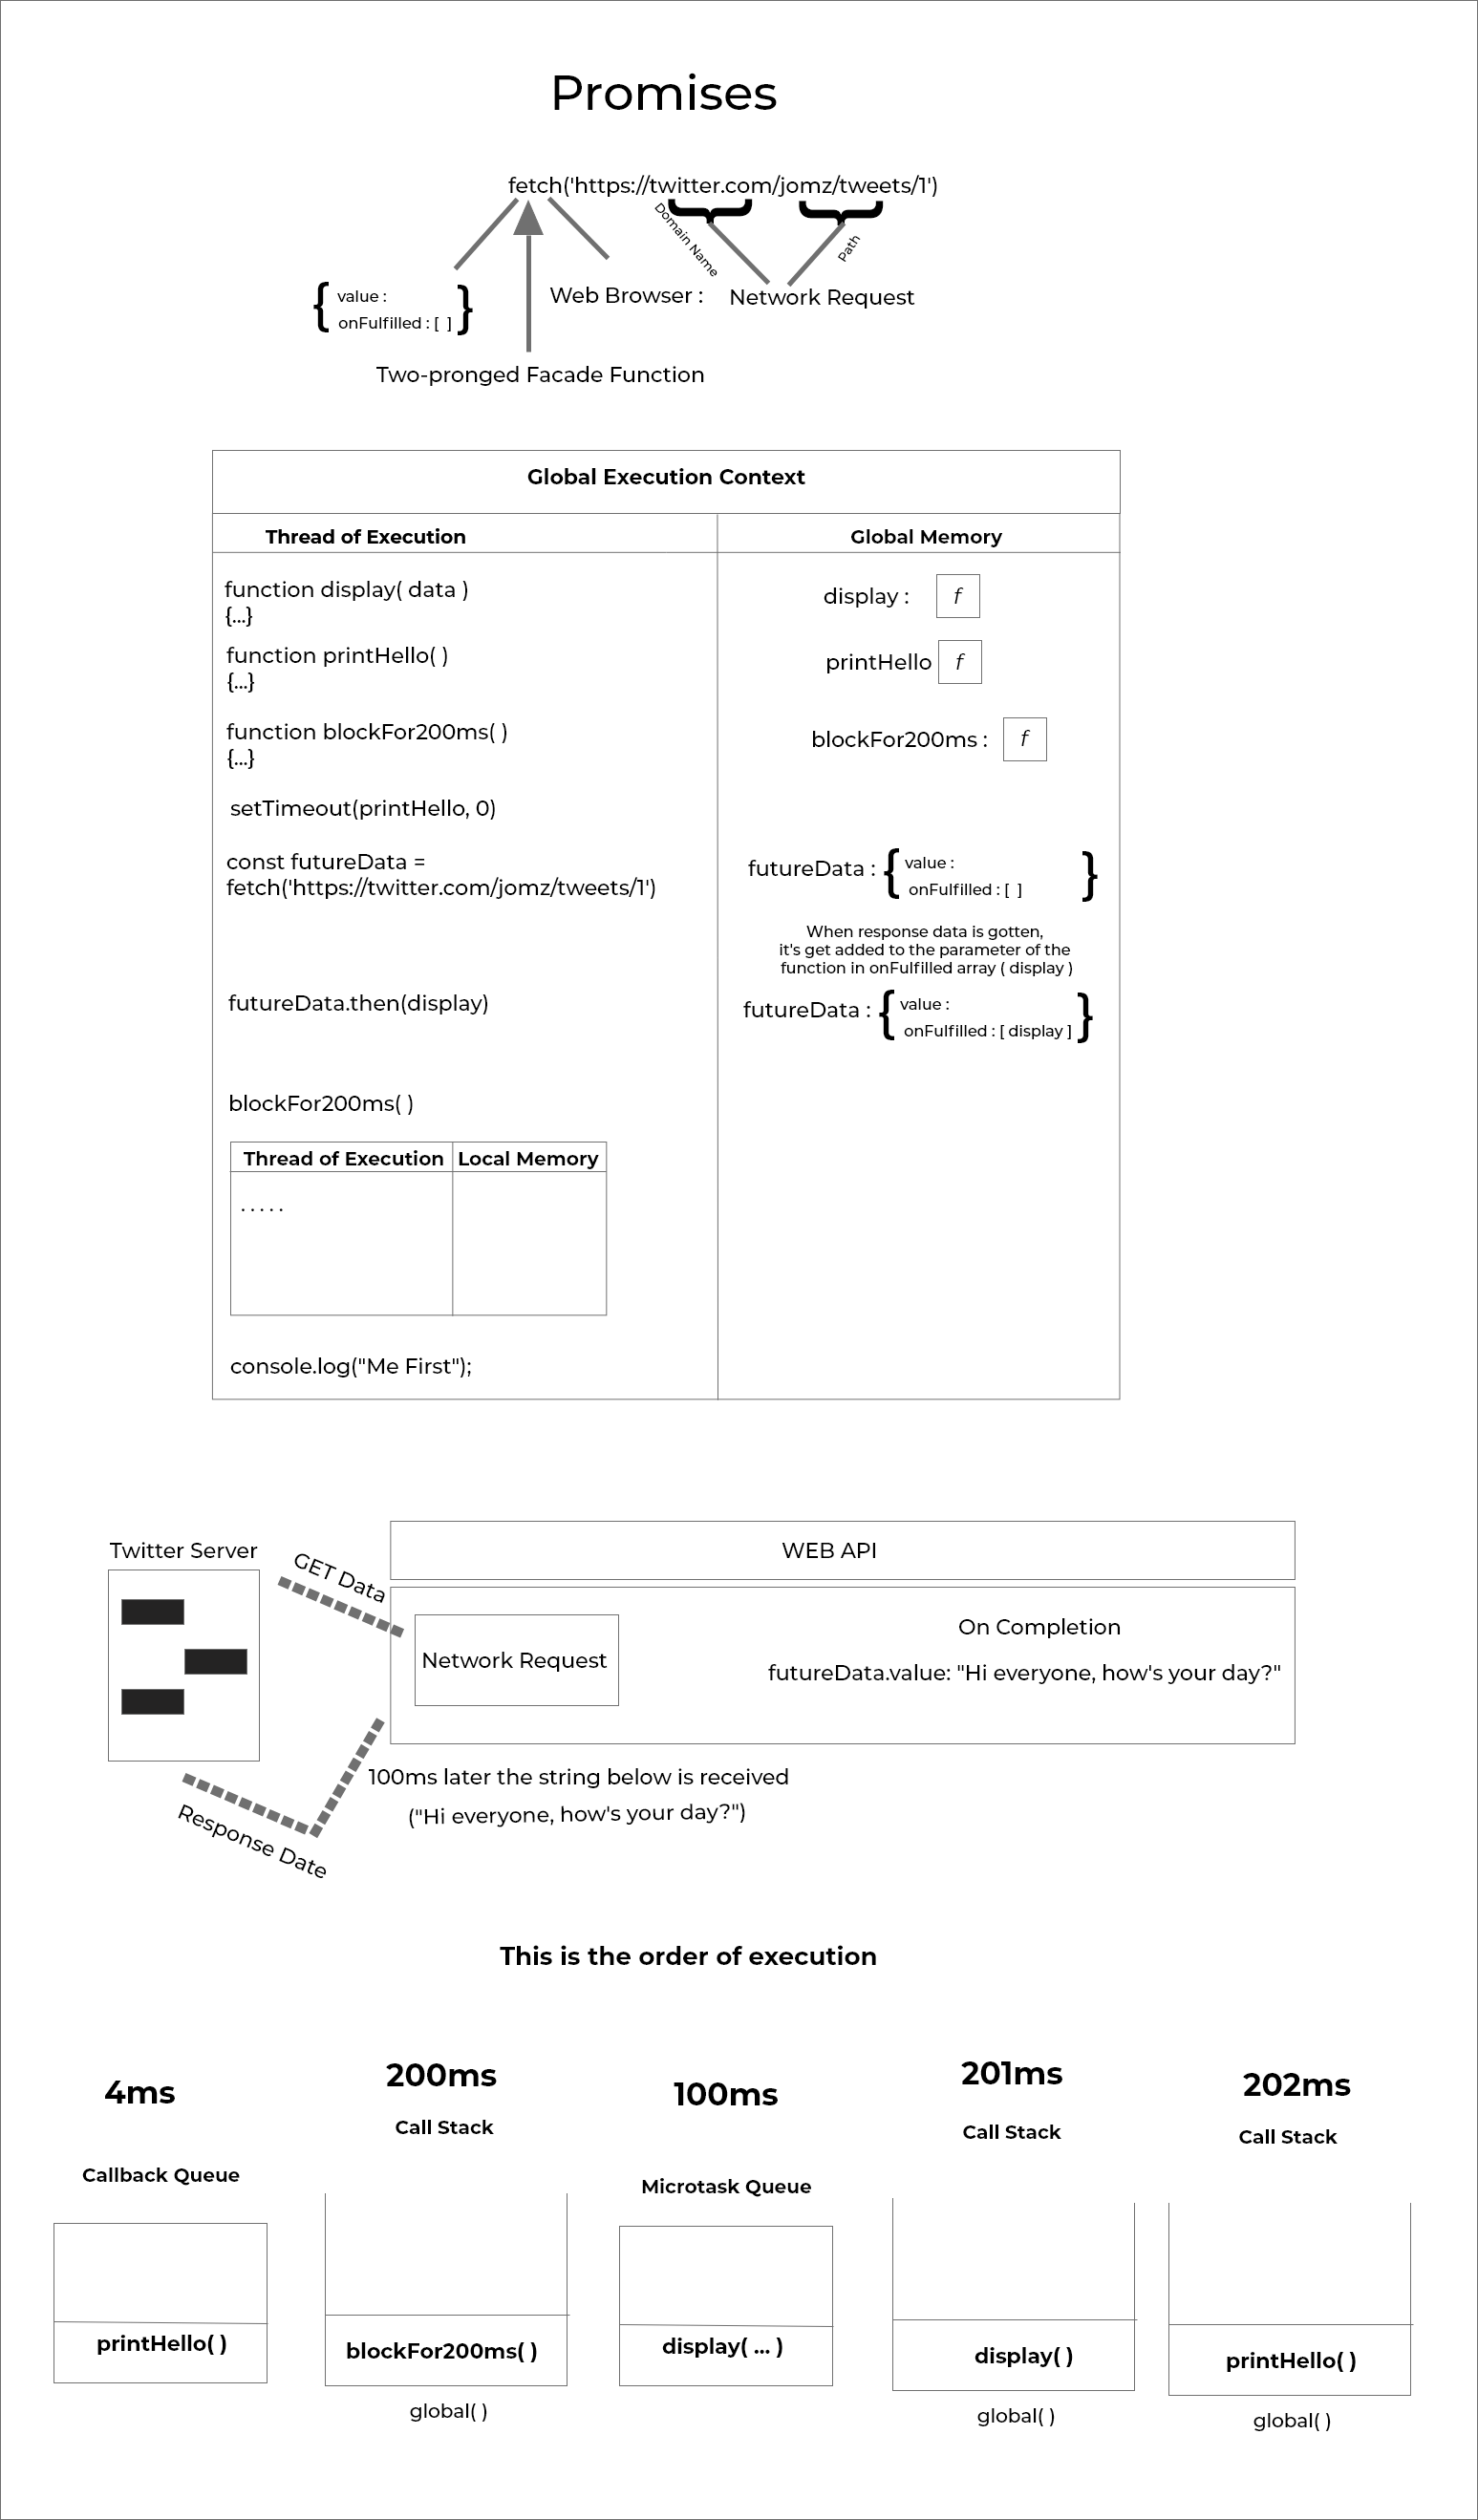 Promises
fetch('https://twitter.com/jomz/tweets/1')
Domain Name
Path
{ value :
onFulfilled : [ ] }
Web Browser :
Network Request
Two-pronged Facade Function
Global Execution Context
Thread of Execution
Global Memory
function display( data )
{...}
display :
f
function printHello( )
{...}
printHello
f
function blockFor200ms( )
{...}
blockFor200ms :
f
setTimeout(printHello, 0)
const futureData =
fetch('https://twitter.com/jomz/tweets/1')
futureData : { value :
onFulfilled : [ ] }
When response data is gotten,
it's get added to the parameter of the
function in onFulfilled array ( display )
futureData.then(display)
futureData : { value :
onFulfilled : [ display ] }
blockFor200ms( )
Thread of Execution
Local Memory
. . . . .
console.log("Me First");
Twitter Server
GET Data
WEB API
Network Request
On Completion
futureData.value: "Hi everyone, how's your day?"
100ms later the string below is received
("Hi everyone, how's your day?")
Response Date
This is the order of execution
4ms
Callback Queue
printHello( )
200ms
Call Stack
blockFor200ms( )
global( )
100ms
Microtask Queue
display( ... )
201ms
Call Stack
display( )
global( )
202ms
Call Stack
printHello( )
global( )